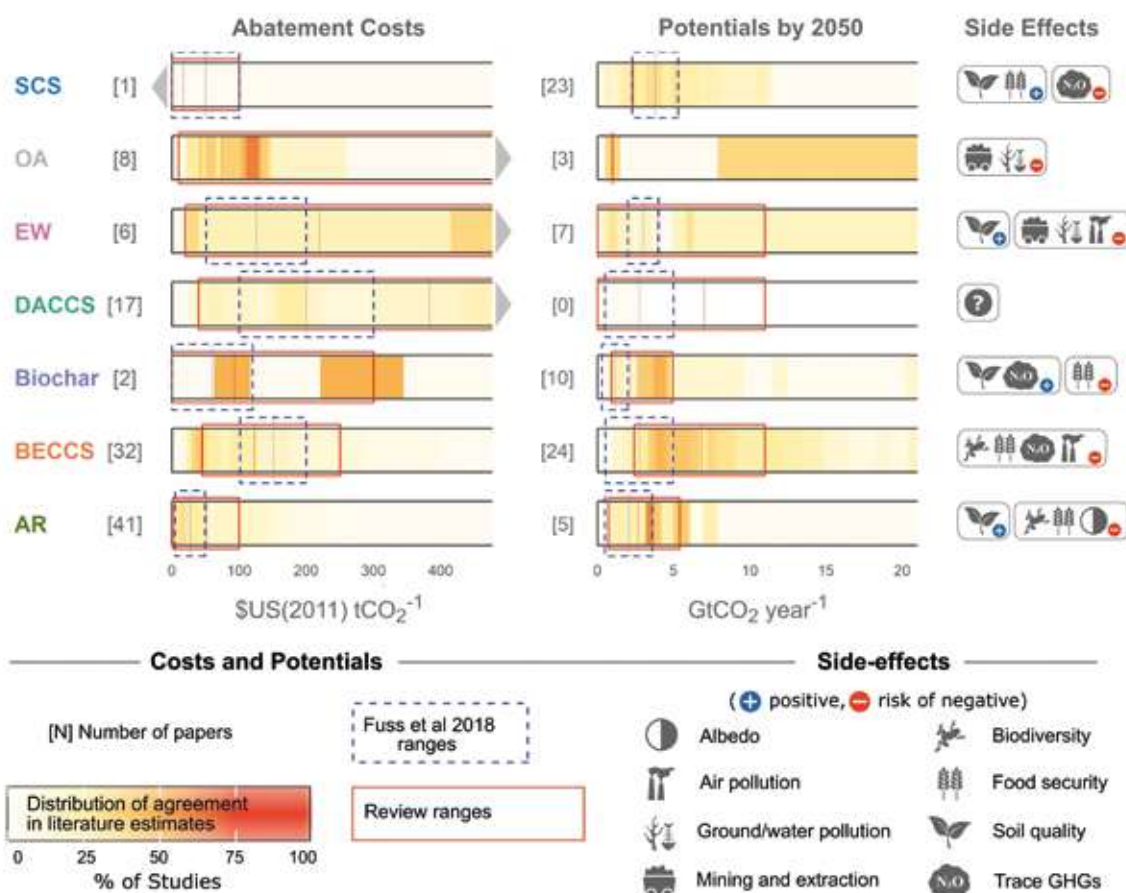 Abatement Costs Potentials by 2050 Side Effects
SCS [1] [23] N₂O
OA [8] [3]
EW [6] [7]
DACCS [17] [0] ?
Biochar [2] [10] N₂O
BECCS [32] [24] N₂O
AR [41] [5]
0 100 200 300 400 0 5 10 15 20
$US(2011) tCO₂⁻¹ GtCO₂ year⁻¹
Costs and Potentials Side-effects
(+ positive, − risk of negative)
[N] Number of papers
Fuss et al 2018
ranges
Albedo Biodiversity
Air pollution Food security
Distribution of agreement
in literature estimates
Review ranges
Ground/water pollution Soil quality
0 25 50 75 100
% of Studies
Mining and extraction N₂O Trace GHGs